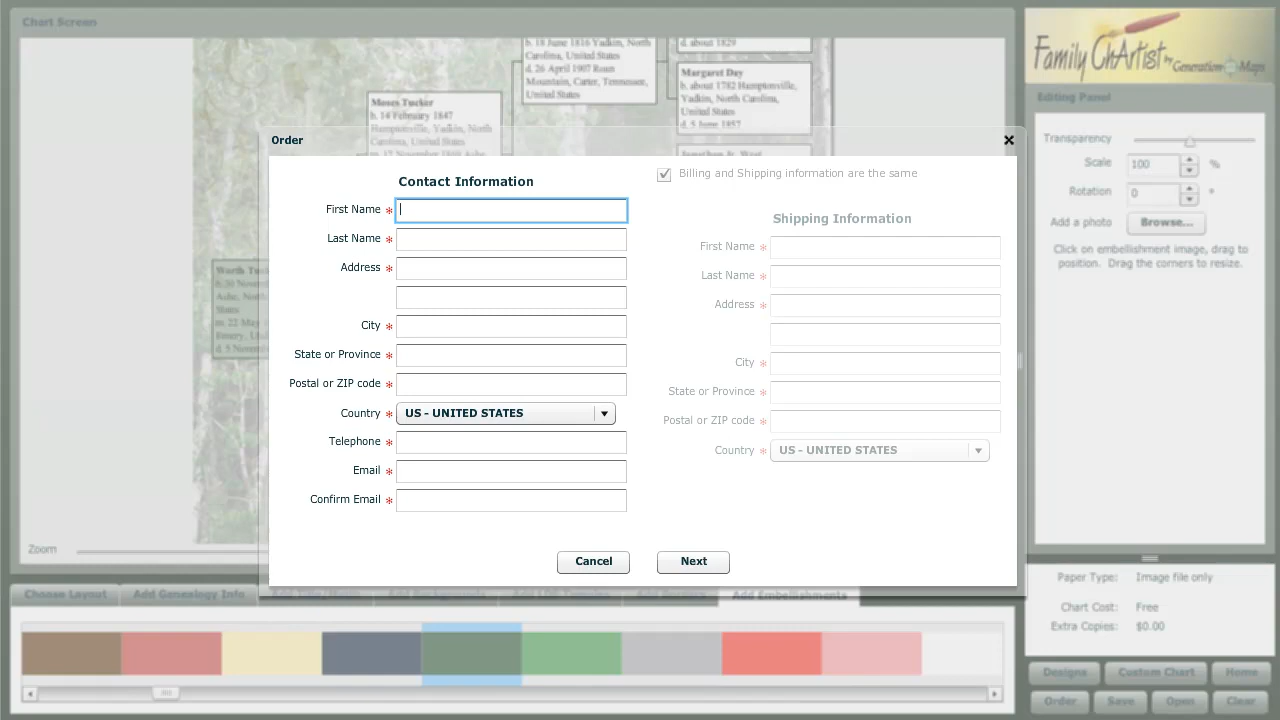 Chart Screen
b. 18 June 1816 Yadkin, North
Carolina, United States
d. 26 April 1907 Roan
Mountain, Carter, Tennessee,
United States
d. about 1829
Margaret Day
b. about 1782 Hamptonville,
Yadkin, North Carolina,
United States
d. 5 June 1857
Moses Tucker
b. 14 February 1847
Hamptonville, Yadkin, North
Carolina, United States
Family ChArtist by Generation Maps
Editing Panel
Transparency
Scale 100 %
Rotation 0 °
Add a photo Browse...
Click on embellishment image, drag to
position. Drag the corners to resize.
Order
Contact Information
First Name *
Last Name *
Address *
City *
State or Province *
Postal or ZIP code *
Country * US - UNITED STATES
Telephone *
Email *
Confirm Email *
Billing and Shipping information are the same
Shipping Information
First Name *
Last Name *
Address *
City *
State or Province *
Postal or ZIP code *
Country * US - UNITED STATES
Cancel Next
Zoom
Choose Layout Add Genealogy Info Add Embellishments
Paper Type: Image file only
Chart Cost: Free
Extra Copies: $0.00
Designs Custom Chart Home
Order Save Open Clear